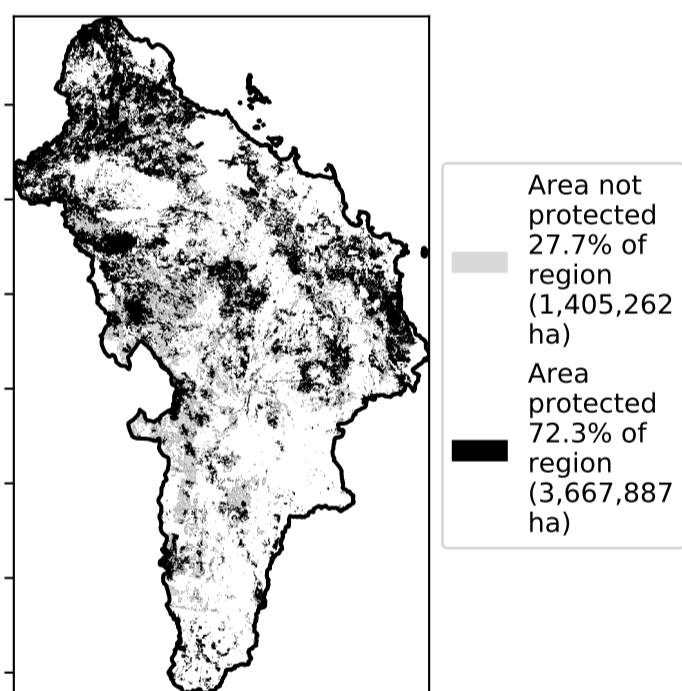 Area not
protected
27.7% of
region
(1,405,262
ha)
Area
protected
72.3% of
region
(3,667,887
ha)